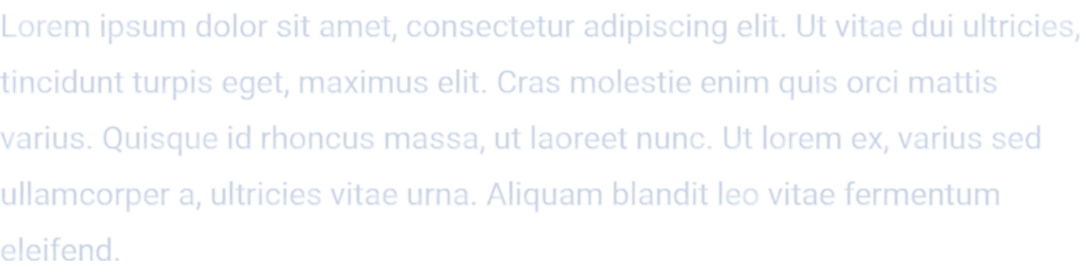 Lorem ipsum dolor sit amet, consectetur adipiscing elit. Ut vitae dui ultricies,
tincidunt turpis eget, maximus elit. Cras molestie enim quis orci mattis
varius. Quisque id rhoncus massa, ut laoreet nunc. Ut lorem ex, varius sed
ullamcorper a, ultricies vitae urna. Aliquam blandit leo vitae fermentum
eleifend.